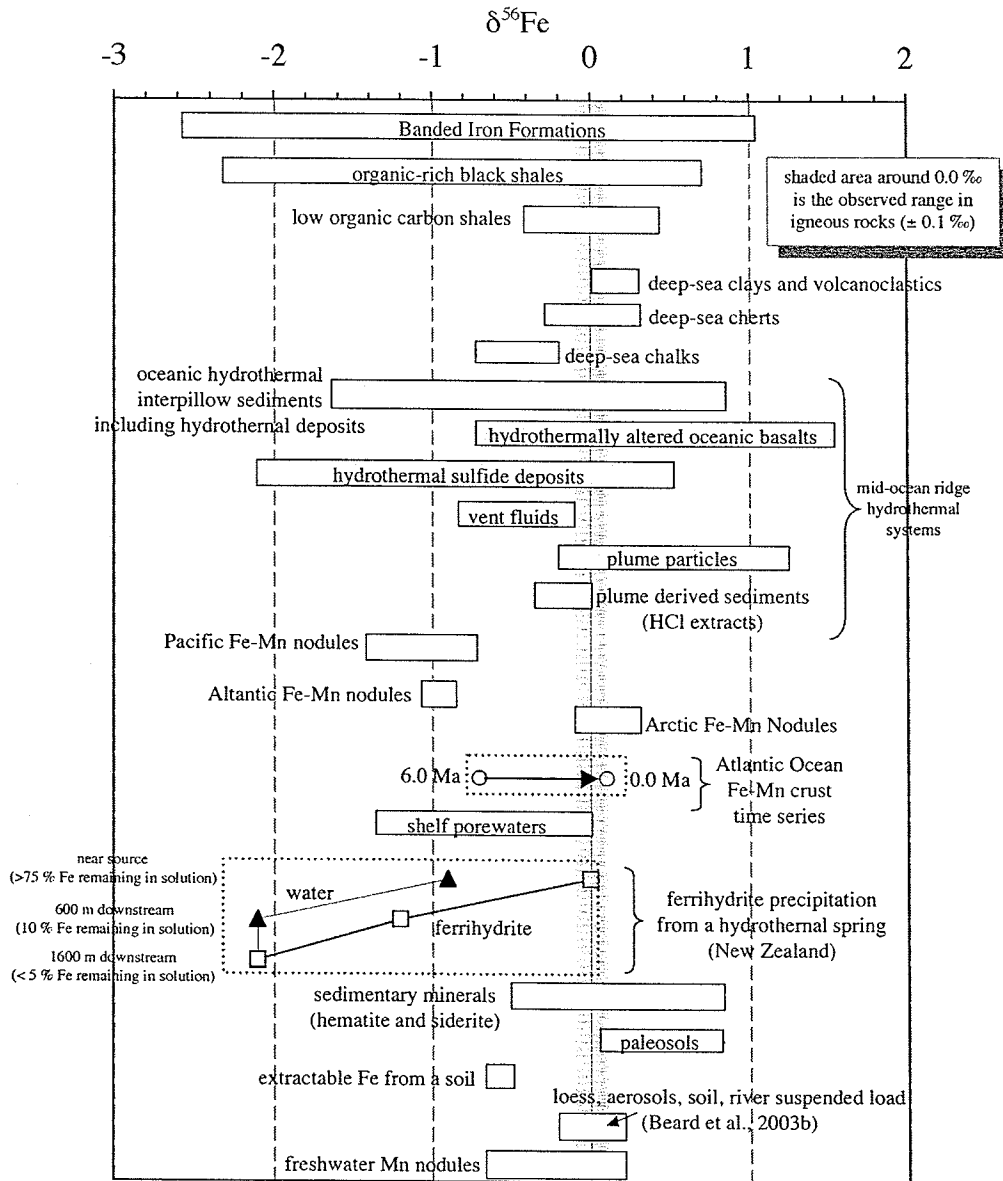 δ⁵⁶Fe
-3 -2 -1 0 1 2
Banded Iron Formations
organic-rich black shales
shaded area around 0.0 ‰
is the observed range in
igneous rocks (± 0.1 ‰)
low organic carbon shales
deep-sea clays and volcanoclastics
deep-sea cherts
deep-sea chalks
oceanic hydrothermal
interpillow sediments
including hydrothernal deposits
hydrothermally altered oceanic basalts
hydrothermal sulfide deposits
mid-ocean ridge
hydrothermal
systems
vent fluids
plume particles
plume derived sediments
(HCl extracts)
Pacific Fe-Mn nodules
Altantic Fe-Mn nodules
Arctic Fe-Mn Nodules
6.0 Ma
0.0 Ma
Atlantic Ocean
Fe-Mn crust
time series
shelf porewaters
near source
(>75 % Fe remaining in solution)
water
600 m downstream
(10 % Fe remaining in solution)
ferrihydrite
1600 m downstream
(<5 % Fe remaining in solution)
ferrihydrite precipitation
from a hydrothermal spring
(New Zealand)
sedimentary minerals
(hematite and siderite)
paleosols
extractable Fe from a soil
loess, aerosols, soil, river suspended load
(Beard et al., 2003b)
freshwater Mn nodules